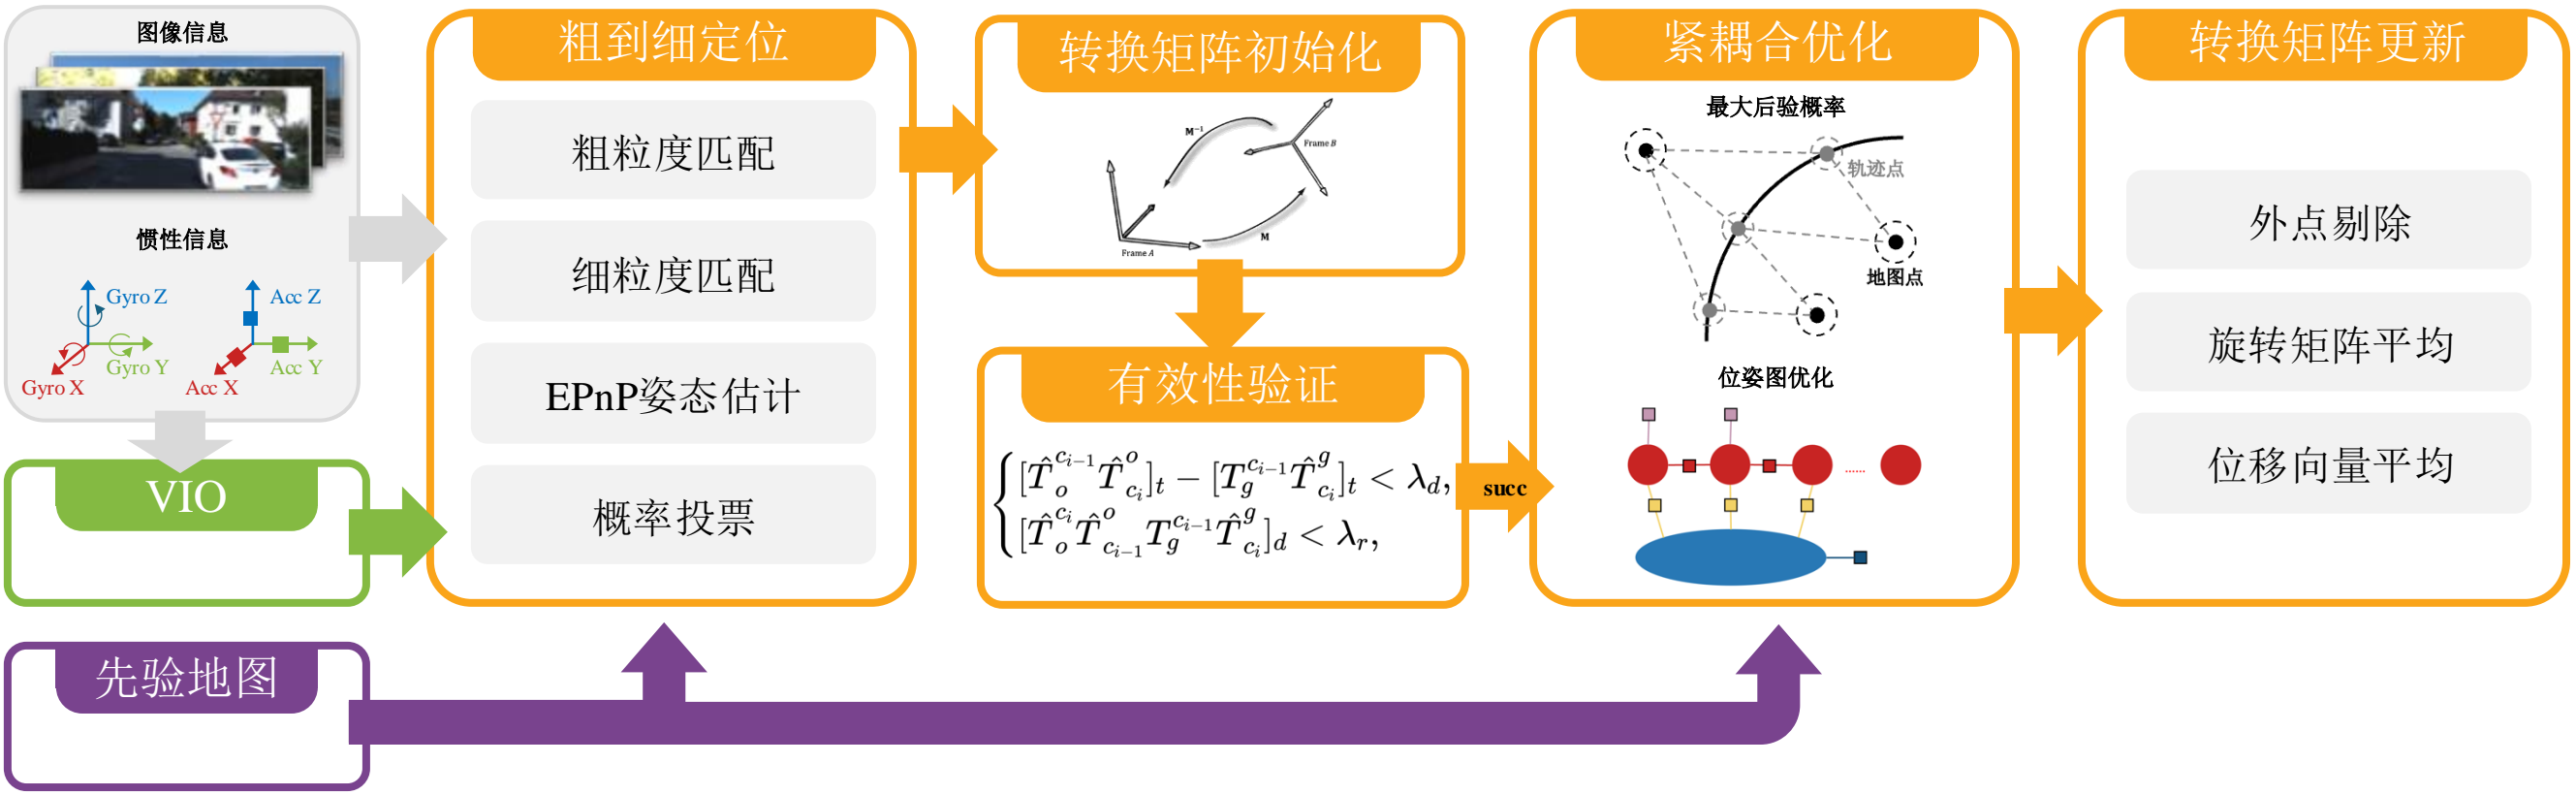 图像信息
惯性信息
Gyro Z
Gyro Y
Gyro X
Acc Z
Acc Y
Acc X
VIO
先验地图
粗到细定位
粗粒度匹配
细粒度匹配
EPnP姿态估计
概率投票
转换矩阵初始化
M⁻¹
Frame B
M
Frame A
有效性验证
[T̂_o^{c_{i-1}} T̂_{c_i}^o]_t − [T_g^{c_{i-1}} T̂_{c_i}^g]_t < λ_d,
[T̂_o^{c_i} T̂_{c_{i-1}}^o T_g^{c_{i-1}} T̂_{c_i}^g]_d < λ_r,
succ
紧耦合优化
最大后验概率
轨迹点
地图点
位姿图优化
......
转换矩阵更新
外点剔除
旋转矩阵平均
位移向量平均